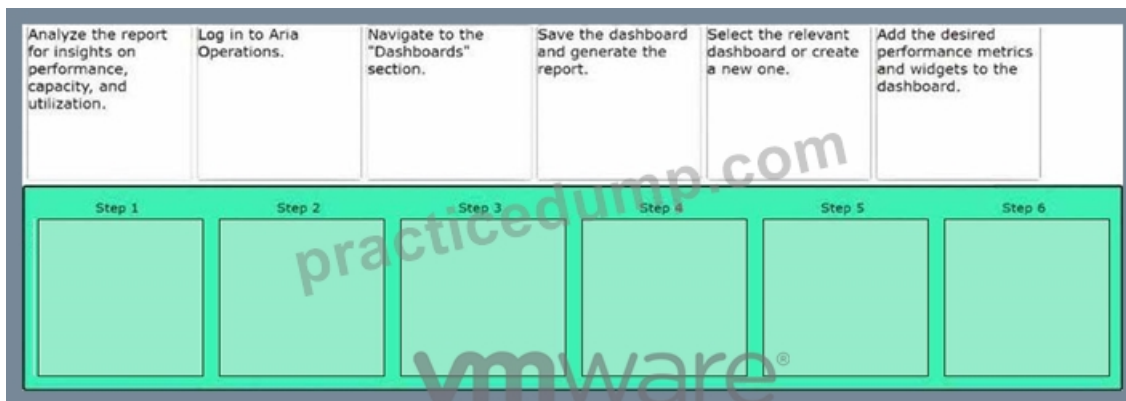 Analyze the report
for insights on
performance,
capacity, and
utilization.
Log in to Aria
Operations.
Navigate to the
"Dashboards"
section.
Save the dashboard
and generate the
report.
Select the relevant
dashboard or create
a new one.
Add the desired
performance metrics
and widgets to the
dashboard.
Step 1
Step 2
Step 3
Step 4
Step 5
Step 6
practicedump.com
vmware®